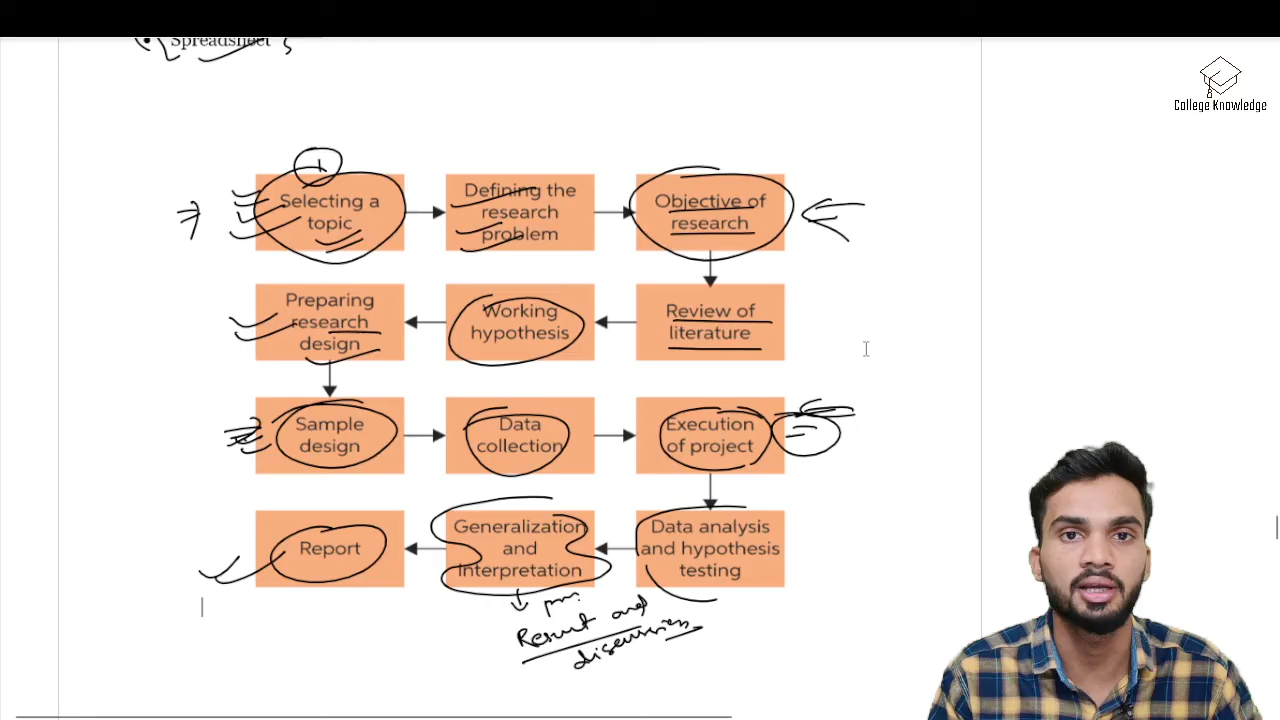 Spreadsheet
College Knowledge
Selecting a
topic
Defining the
research
problem
Objective of
research
Review of
literature
Working
hypothesis
Preparing
research
design
Sample
design
Data
collection
Execution
of project
Data analysis
and hypothesis
testing
Generalization
and
interpretation
Report
Result and
discussion